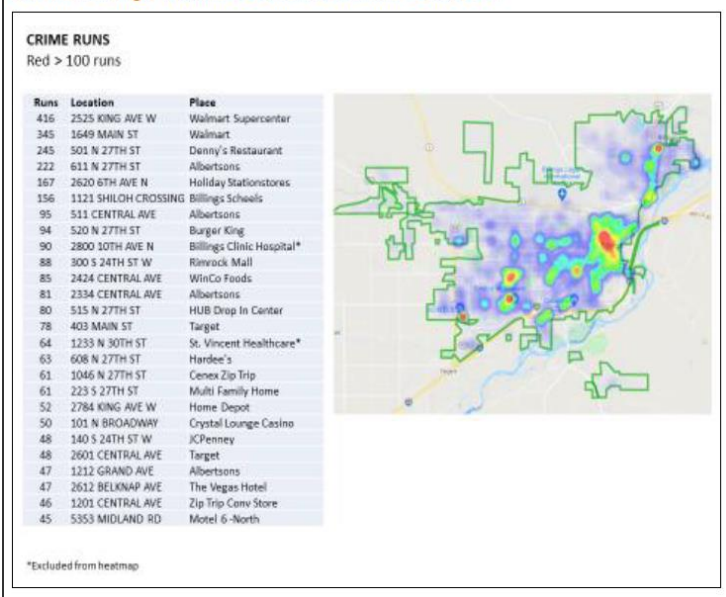 CRIME RUNS
Red > 100 runs
Runs Location Place
416 2525 KING AVE W Walmart Supercenter
345 1649 MAIN ST Walmart
245 501 N 27TH ST Denny's Restaurant
222 611 N 27TH ST Albertsons
167 2620 6TH AVE N Holiday Stationstores
156 1121 SHILOH CROSSING Billings Scheels
95 511 CENTRAL AVE Albertsons
94 520 N 27TH ST Burger King
90 2800 10TH AVE N Billings Clinic Hospital*
88 300 S 24TH ST W Rimrock Mall
85 2424 CENTRAL AVE WinCo Foods
81 2334 CENTRAL AVE Albertsons
80 515 N 27TH ST HUB Drop In Center
78 403 MAIN ST Target
64 1233 N 30TH ST St. Vincent Healthcare*
63 608 N 27TH ST Hardee's
61 1046 N 27TH ST Cenex Zip Trip
61 223 S 27TH ST Multi Family Home
52 2784 KING AVE W Home Depot
50 101 N BROADWAY Crystal Lounge Casino
48 140 S 24TH ST W JCPenney
48 2601 CENTRAL AVE Target
47 1212 GRAND AVE Albertsons
47 2612 BELKNAP AVE The Vegas Hotel
46 1201 CENTRAL AVE Zip Trip Conv Store
45 5353 MIDLAND RD Motel 6 -North
*Excluded from heatmap